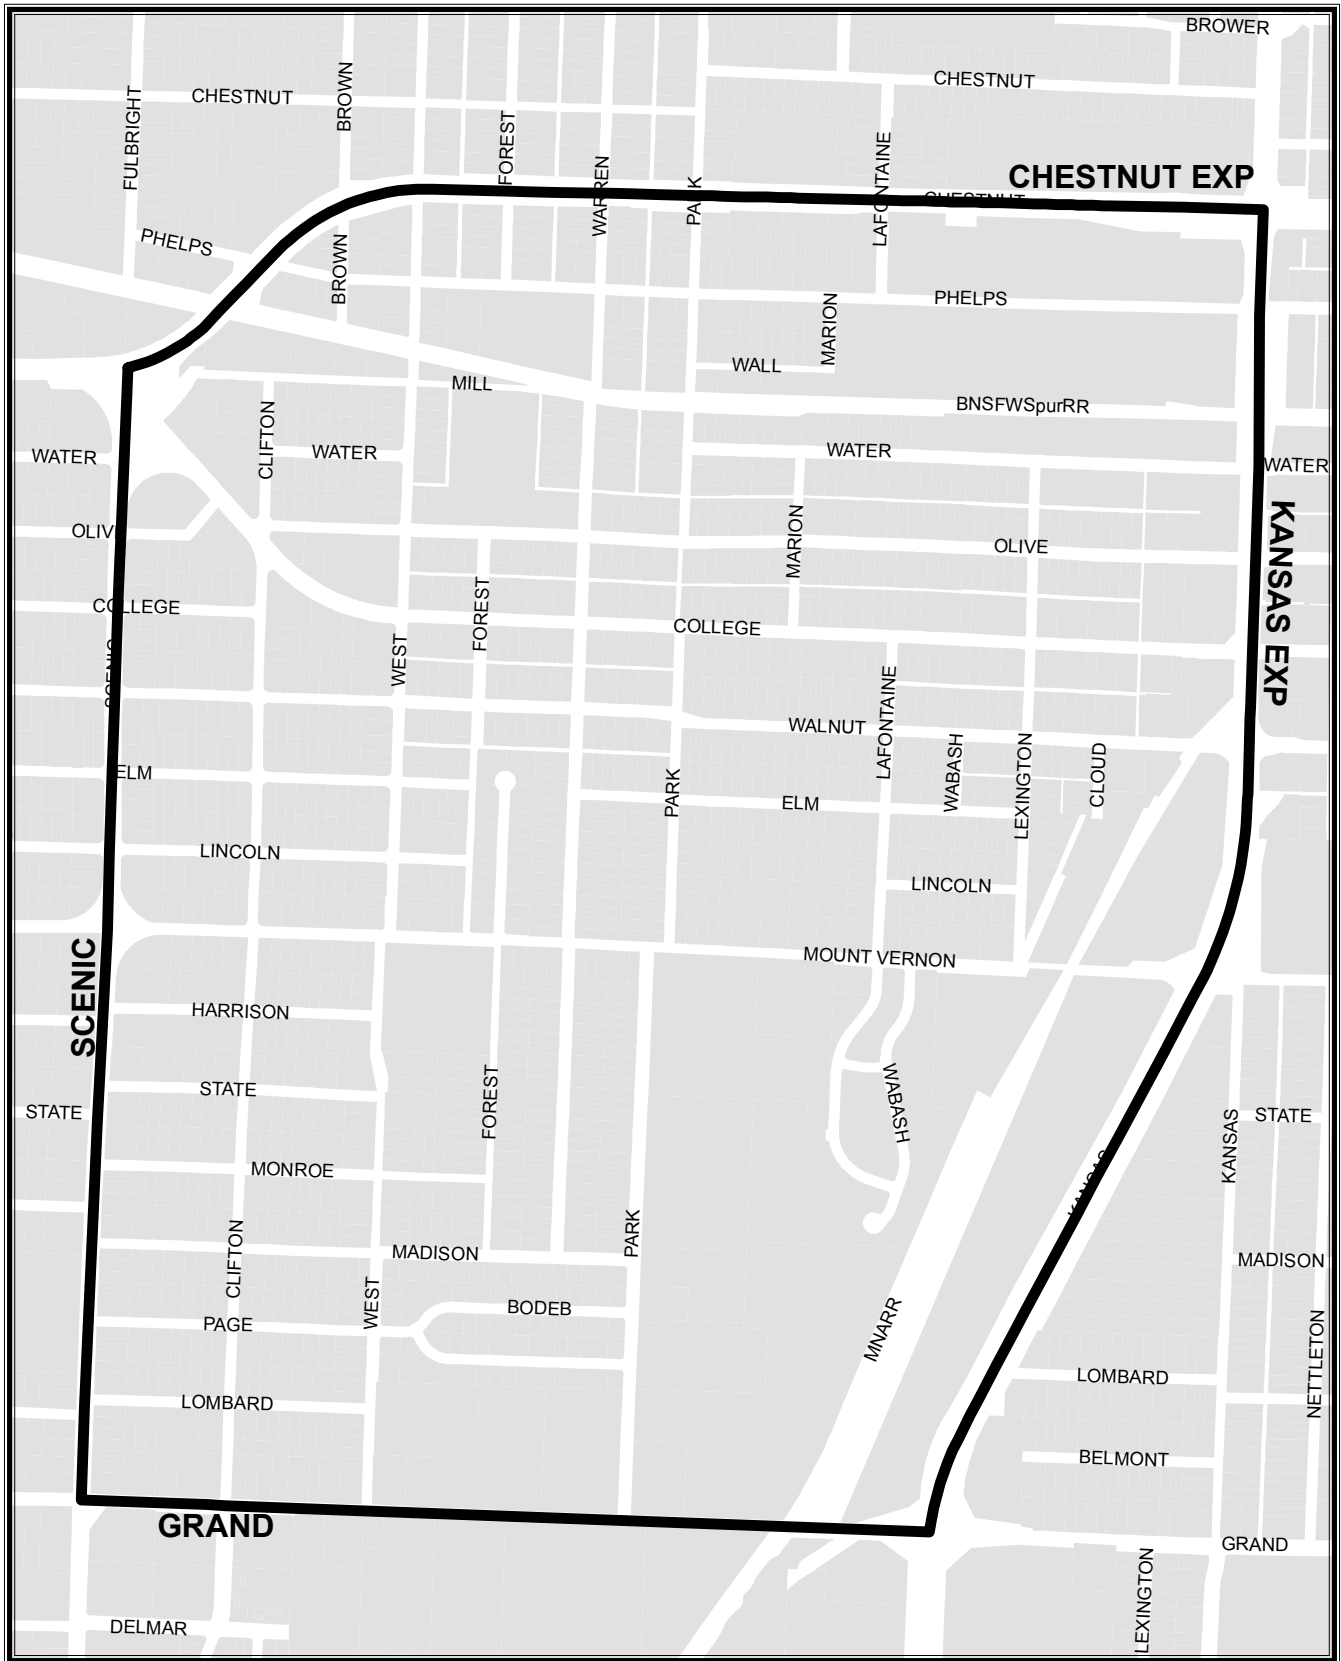 BROWER
CHESTNUT
CHESTNUT
BROWN
FULBRIGHT
FOREST
WARREN
PARK
LAFONTAINE
CHESTNUT EXP
CHESTNUT
PHELPS
BROWN
PHELPS
MARION
WALL
MILL
BNSFWSpurRR
CLIFTON
WATER
WATER
WATER
WATER
OLIVE
MARION
OLIVE
KANSAS EXP
COLLEGE
FOREST
COLLEGE
SCENIC
WEST
LAFONTAINE
WALNUT
ELM
PARK
WABASH
LEXINGTON
CLOUD
ELM
LINCOLN
LINCOLN
SCENIC
MOUNT VERNON
HARRISON
STATE
FOREST
WABASH
STATE
STATE
KANSAS
KANSAS
MONROE
CLIFTON
PARK
MADISON
MADISON
WEST
BODEB
PAGE
MNARR
NETTLETON
LOMBARD
LOMBARD
BELMONT
GRAND
GRAND
LEXINGTON
DELMAR